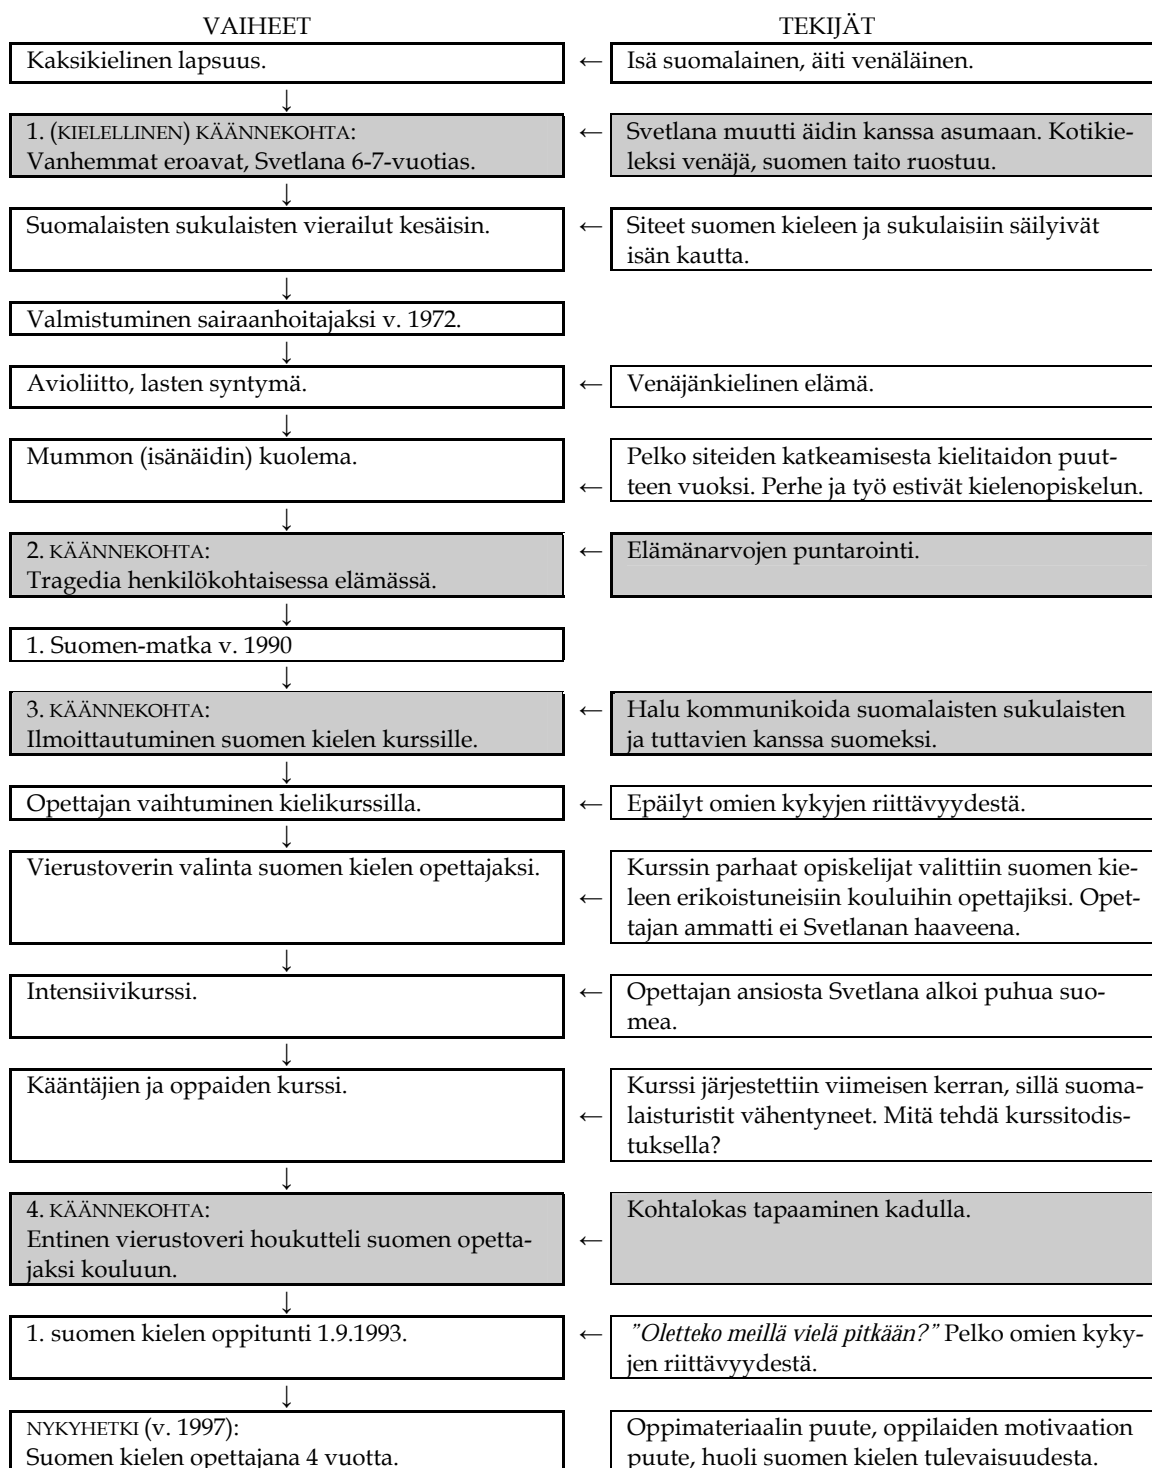 VAIHEET
TEKIJÄT
Kaksikielinen lapsuus.
←
Isä suomalainen, äiti venäläinen.
↓
1. (KIELELLINEN) KÄÄNNEKOHTA:
Vanhemmat eroavat, Svetlana 6-7-vuotias.
←
Svetlana muutti äidin kanssa asumaan. Kotikie-
leksi venäjä, suomen taito ruostuu.
↓
Suomalaisten sukulaisten vierailut kesäisin.
←
Siteet suomen kieleen ja sukulaisiin säilyivät
isän kautta.
↓
Valmistuminen sairaanhoitajaksi v. 1972.
↓
Avioliitto, lasten syntymä.
←
Venäjänkielinen elämä.
↓
Mummon (isänäidin) kuolema.
←
Pelko siteiden katkeamisesta kielitaidon puut-
teen vuoksi. Perhe ja työ estivät kielenopiskelun.
↓
2. KÄÄNNEKOHTA:
Tragedia henkilökohtaisessa elämässä.
←
Elämänarvojen puntarointi.
↓
1. Suomen-matka v. 1990
↓
3. KÄÄNNEKOHTA:
Ilmoittautuminen suomen kielen kurssille.
←
Halu kommunikoida suomalaisten sukulaisten
ja tuttavien kanssa suomeksi.
↓
Opettajan vaihtuminen kielikurssilla.
←
Epäilyt omien kykyjen riittävyydestä.
↓
Vierustoverin valinta suomen kielen opettajaksi.
←
Kurssin parhaat opiskelijat valittiin suomen kie-
leen erikoistuneisiin kouluihin opettajiksi. Opet-
tajan ammatti ei Svetlanan haaveena.
↓
Intensiivikurssi.
←
Opettajan ansiosta Svetlana alkoi puhua suo-
mea.
↓
Kääntäjien ja oppaiden kurssi.
←
Kurssi järjestettiin viimeisen kerran, sillä suoma-
laisturistit vähentyneet. Mitä tehdä kurssitodis-
tuksella?
↓
4. KÄÄNNEKOHTA:
Entinen vierustoveri houkutteli suomen opetta-
jaksi kouluun.
←
Kohtalokas tapaaminen kadulla.
↓
1. suomen kielen oppitunti 1.9.1993.
←
"Oletteko meillä vielä pitkään?" Pelko omien kyky-
jen riittävyydestä.
↓
NYKYHETKI (v. 1997):
Suomen kielen opettajana 4 vuotta.
Oppimateriaalin puute, oppilaiden motivaation
puute, huoli suomen kielen tulevaisuudesta.